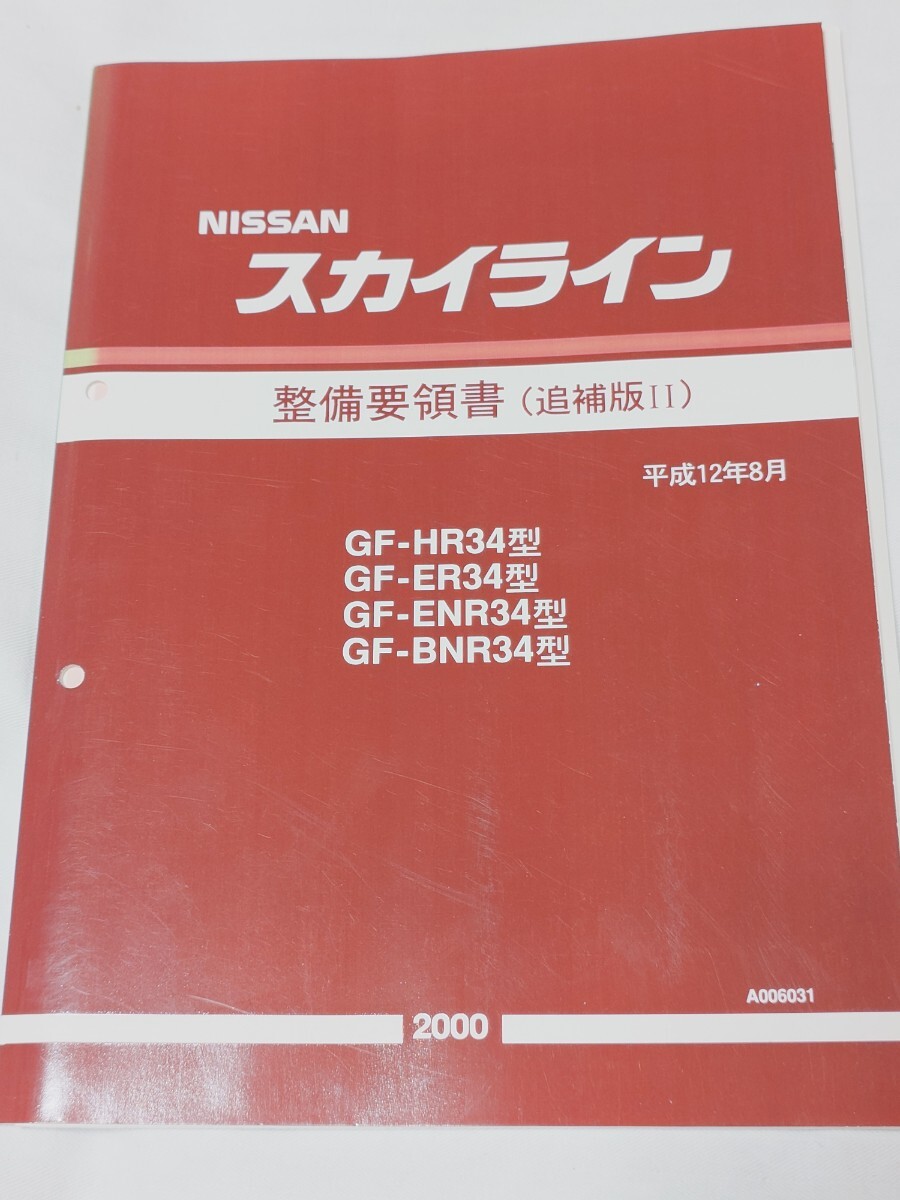 NISSAN
スカイライン
整備要領書(追補版II)
平成12年8月
GF-HR34型
GF-ER34型
GF-ENR34型
GF-BNR34型
A006031
2000